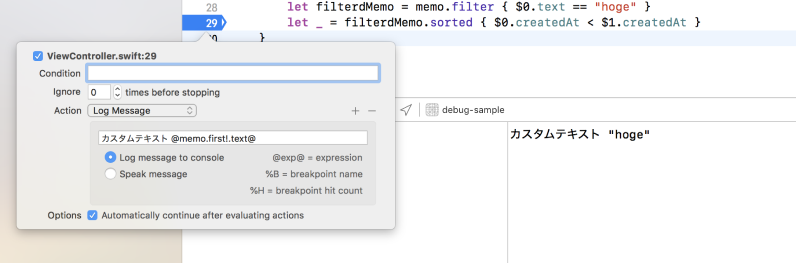 28 let filterdMemo = memo.filter { $0.text == "hoge" }
29 let _ = filterdMemo.sorted { $0.createdAt < $1.createdAt }
}
ViewController.swift:29
Condition
Ignore 0 times before stopping
Action Log Message
debug-sample
カスタムテキスト @memo.first!.text@
カスタムテキスト "hoge"
Log message to console @exp@ = expression
Speak message %B = breakpoint name
%H = breakpoint hit count
Options Automatically continue after evaluating actions